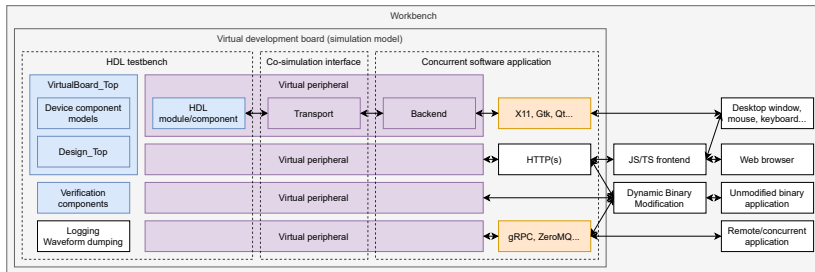 Workbench
Virtual development board (simulation model)
HDL testbench
Co-simulation interface
Concurrent software application
VirtualBoard_Top
Device component
models
Design_Top
Verification
components
Logging
Waveform dumping
Virtual peripheral
HDL
module/component
Transport
Backend
X11, Gtk, Qt...
Desktop window,
mouse, keyboard...
Virtual peripheral
HTTP(s)
JS/TS frontend
Web browser
Virtual peripheral
Dynamic Binary
Modification
Unmodified binary
application
Virtual peripheral
gRPC, ZeroMQ...
Remote/concurrent
application